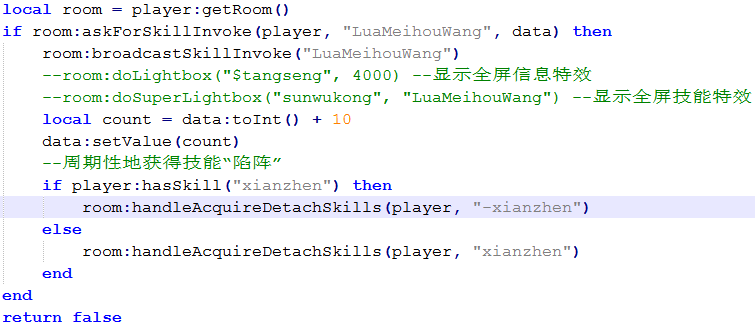 local room = player:getRoom()
if room:askForSkillInvoke(player, "LuaMeihouWang", data) then
room:broadcastSkillInvoke("LuaMeihouWang")
--room:doLightbox("$tangseng", 4000) --显示全屏信息特效
--room:doSuperLightbox("sunwukong", "LuaMeihouWang") --显示全屏技能特效
local count = data:toInt() + 10
data:setValue(count)
--周期性地获得技能“陷阵”
if player:hasSkill("xianzhen") then
room:handleAcquireDetachSkills(player, "-xianzhen")
else
room:handleAcquireDetachSkills(player, "xianzhen")
end
end
return false